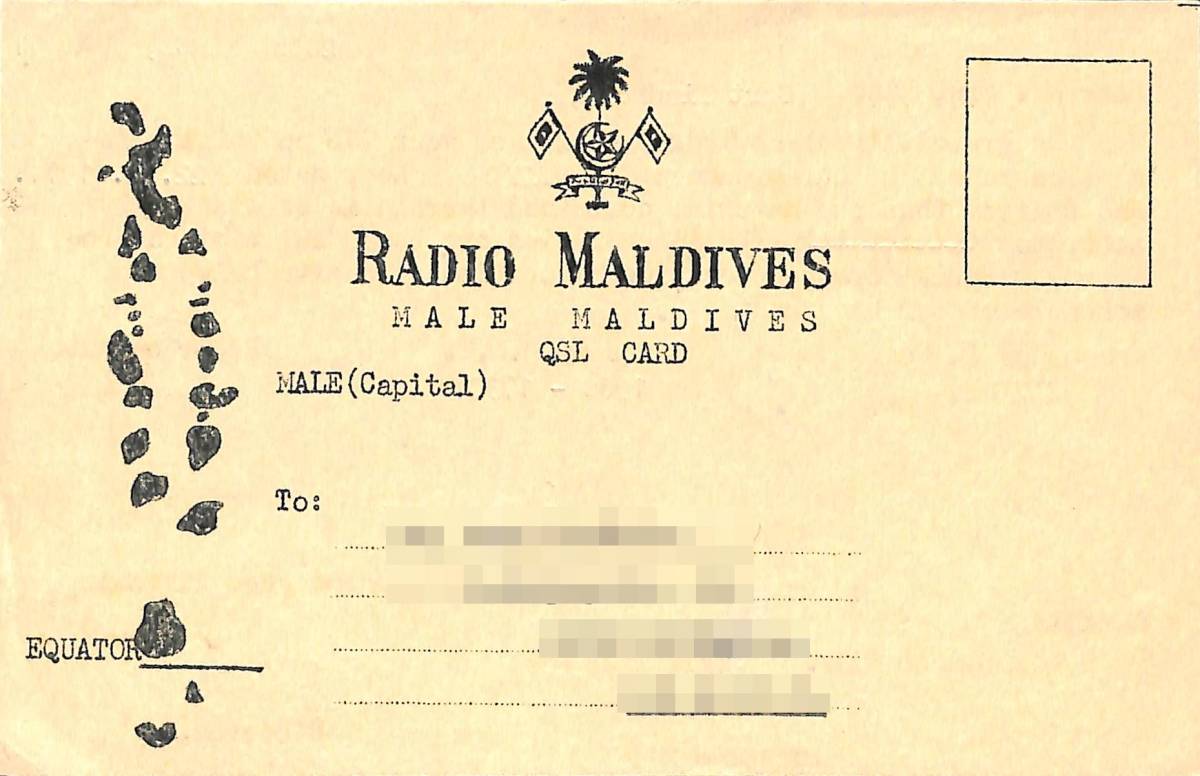 RADIO MALDIVES
MALE MALDIVES
QSL CARD
MALE(Capital)
To:
EQUATOR